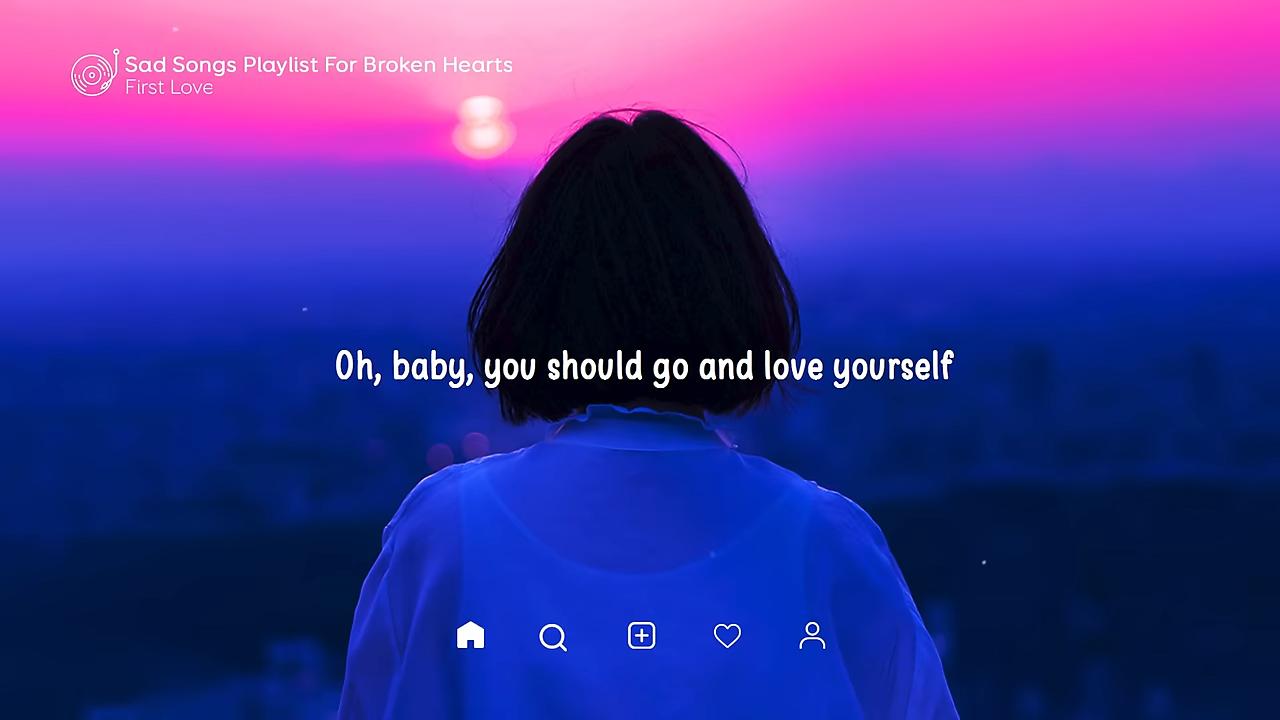 Sad Songs Playlist For Broken Hearts
First Love
Oh, baby, you should go and love yourself